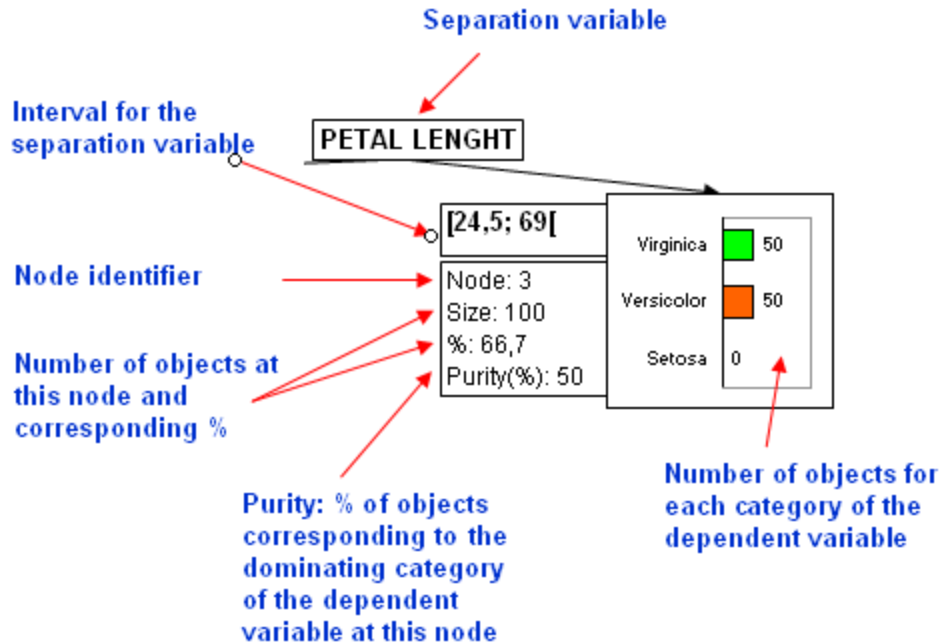 Separation variable
Interval for the
separation variable
PETAL LENGHT
[24,5; 69[
Virginica 50
Versicolor 50
Setosa 0
Node identifier
Node: 3
Size: 100
%: 66,7
Purity(%): 50
Number of objects at
this node and
corresponding %
Purity: % of objects
corresponding to the
dominating category
of the dependent
variable at this node
Number of objects for
each category of the
dependent variable